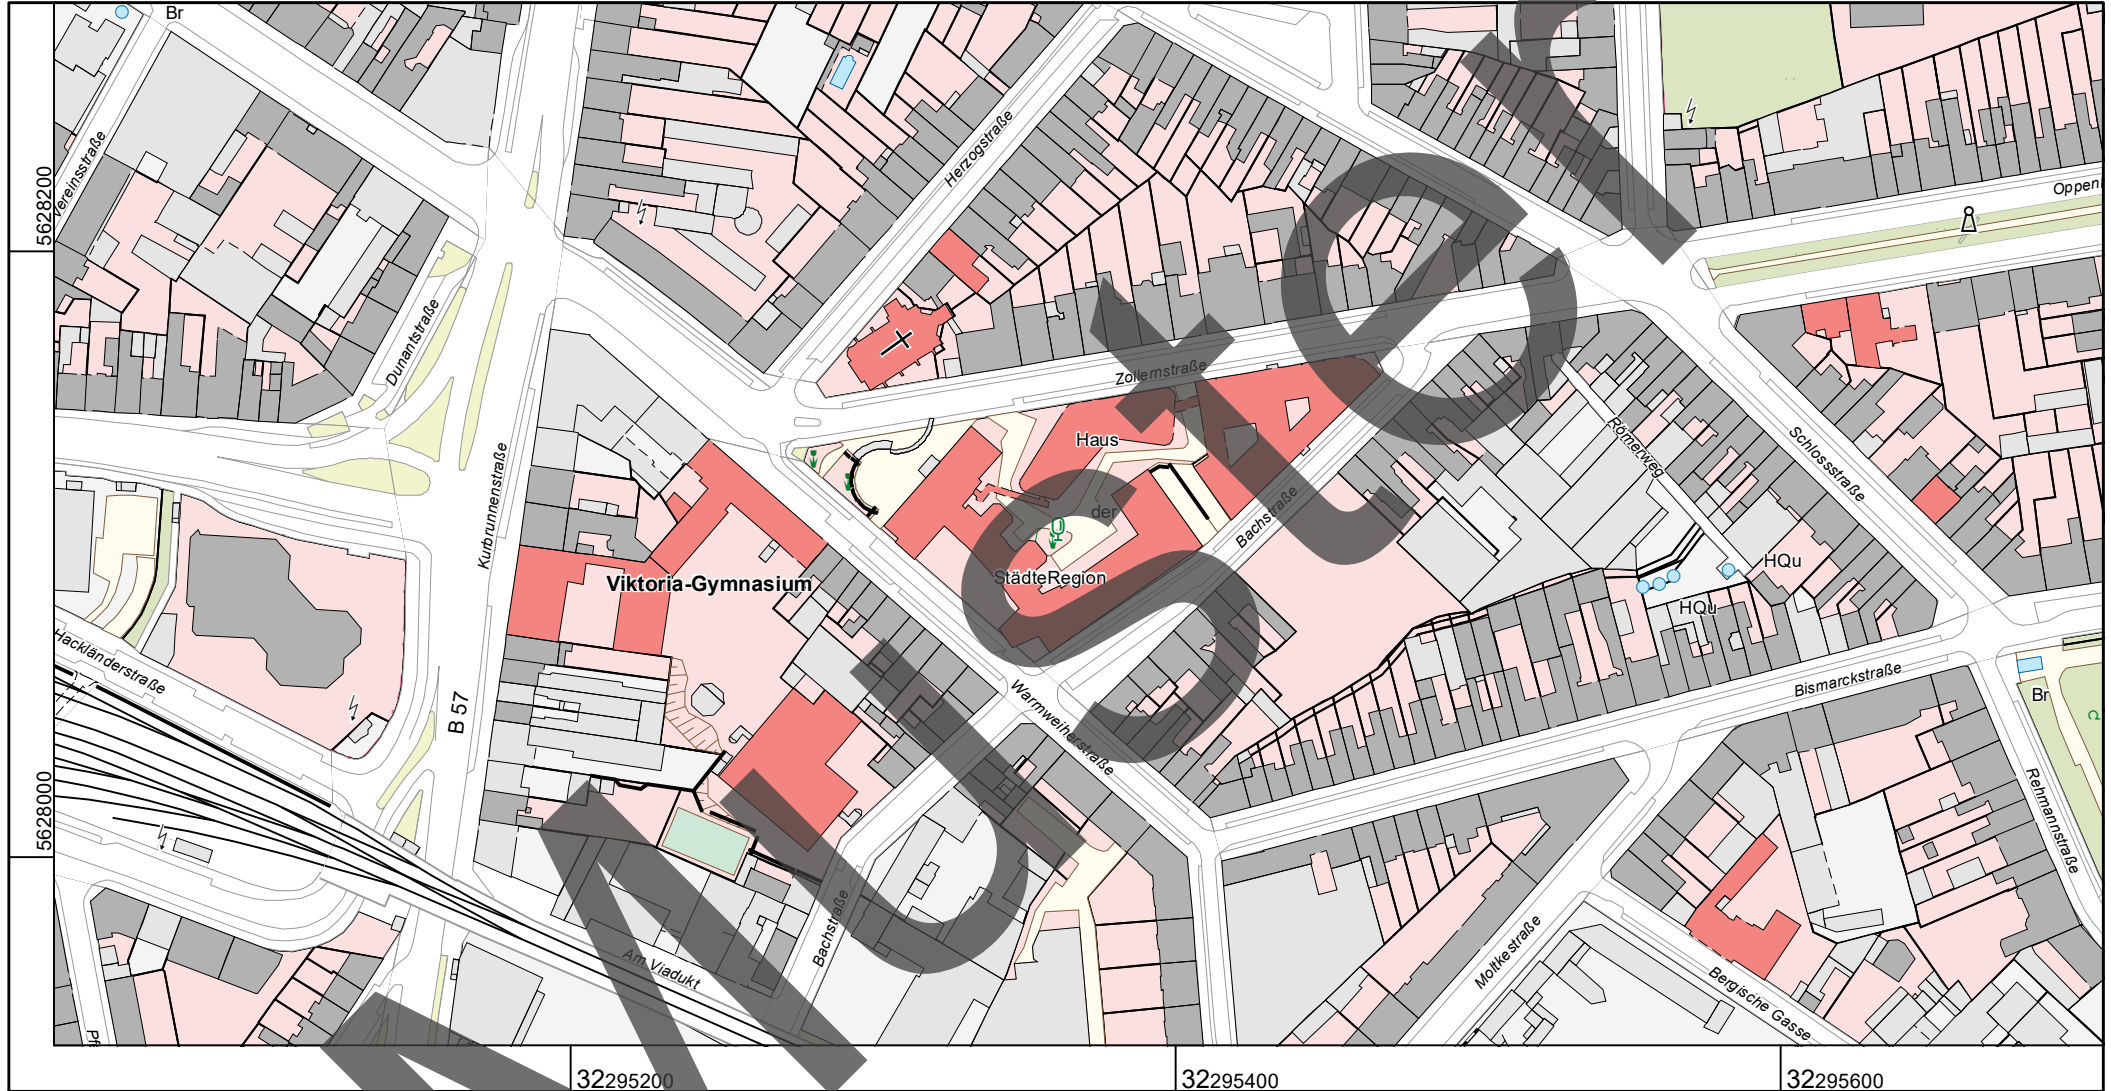 Br
Vereinsstraße
Herzogstraße
5628200
Dunantstraße
Zollernstraße
Kurbrunnenstraße
Haus
der
StädteRegion
Bachstraße
Römerweg
Schlossstraße
Viktoria-Gymnasium
HQu
HQu
Hackländerstraße
B 57
Warmweiherstraße
Bismarckstraße
Br
Rehmannstraße
5628000
Bachstraße
Am Viadukt
Moltkestraße
Bergische Gasse
32295200
32295400
32295600
Muster